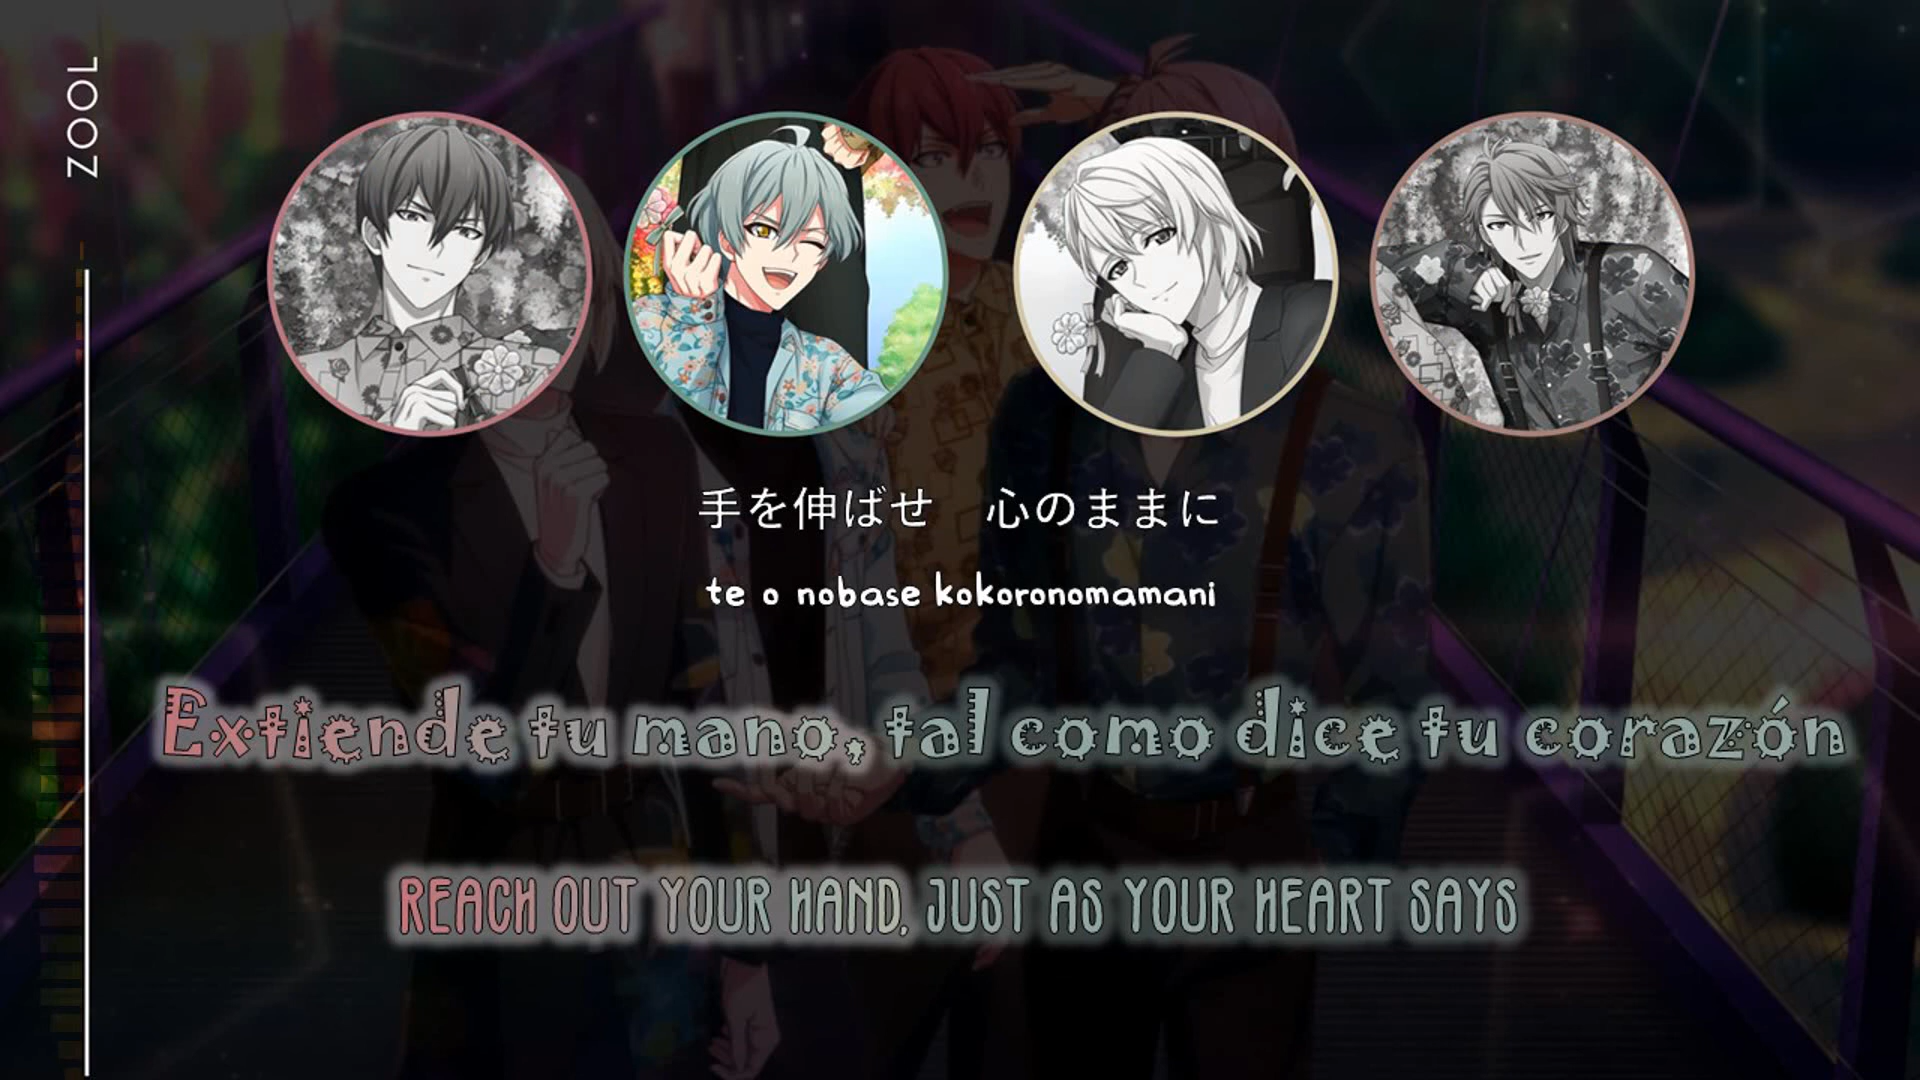 ZOOL
手を伸ばせ　心のままに
te o nobase kokoronomamani
Extiende tu mano, tal como dice tu corazón
REACH OUT YOUR HAND, JUST AS YOUR HEART SAYS